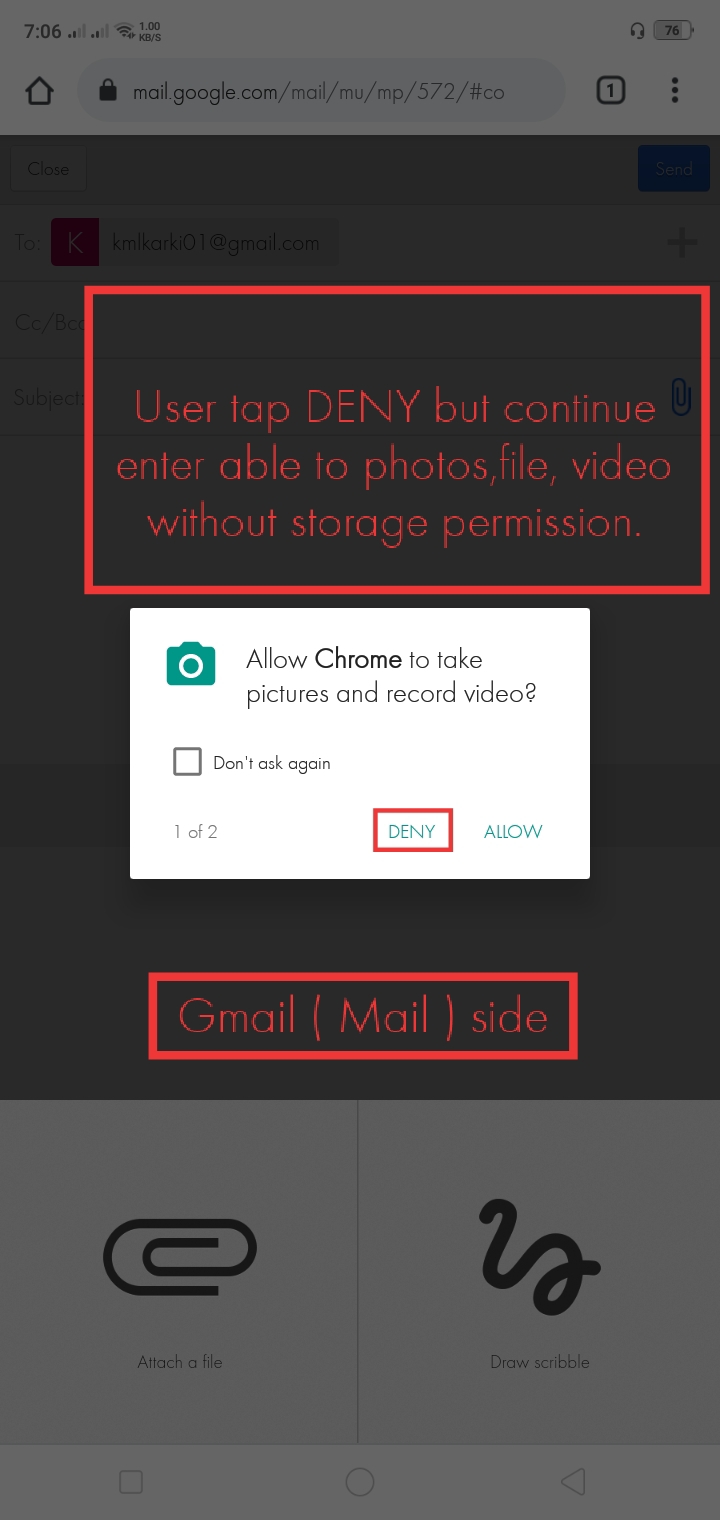 7:06 1.00 KB/S 76
mail.google.com/mail/mu/mp/572/#co 1
Close Send
To: K kmlkarki01@gmail.com
Cc/Bcc
Subject:
User tap DENY but continue
enter able to photos,file, video
without storage permission.
Allow Chrome to take
pictures and record video?
Don't ask again
1 of 2 DENY ALLOW
Gmail ( Mail ) side
Attach a file Draw scribble